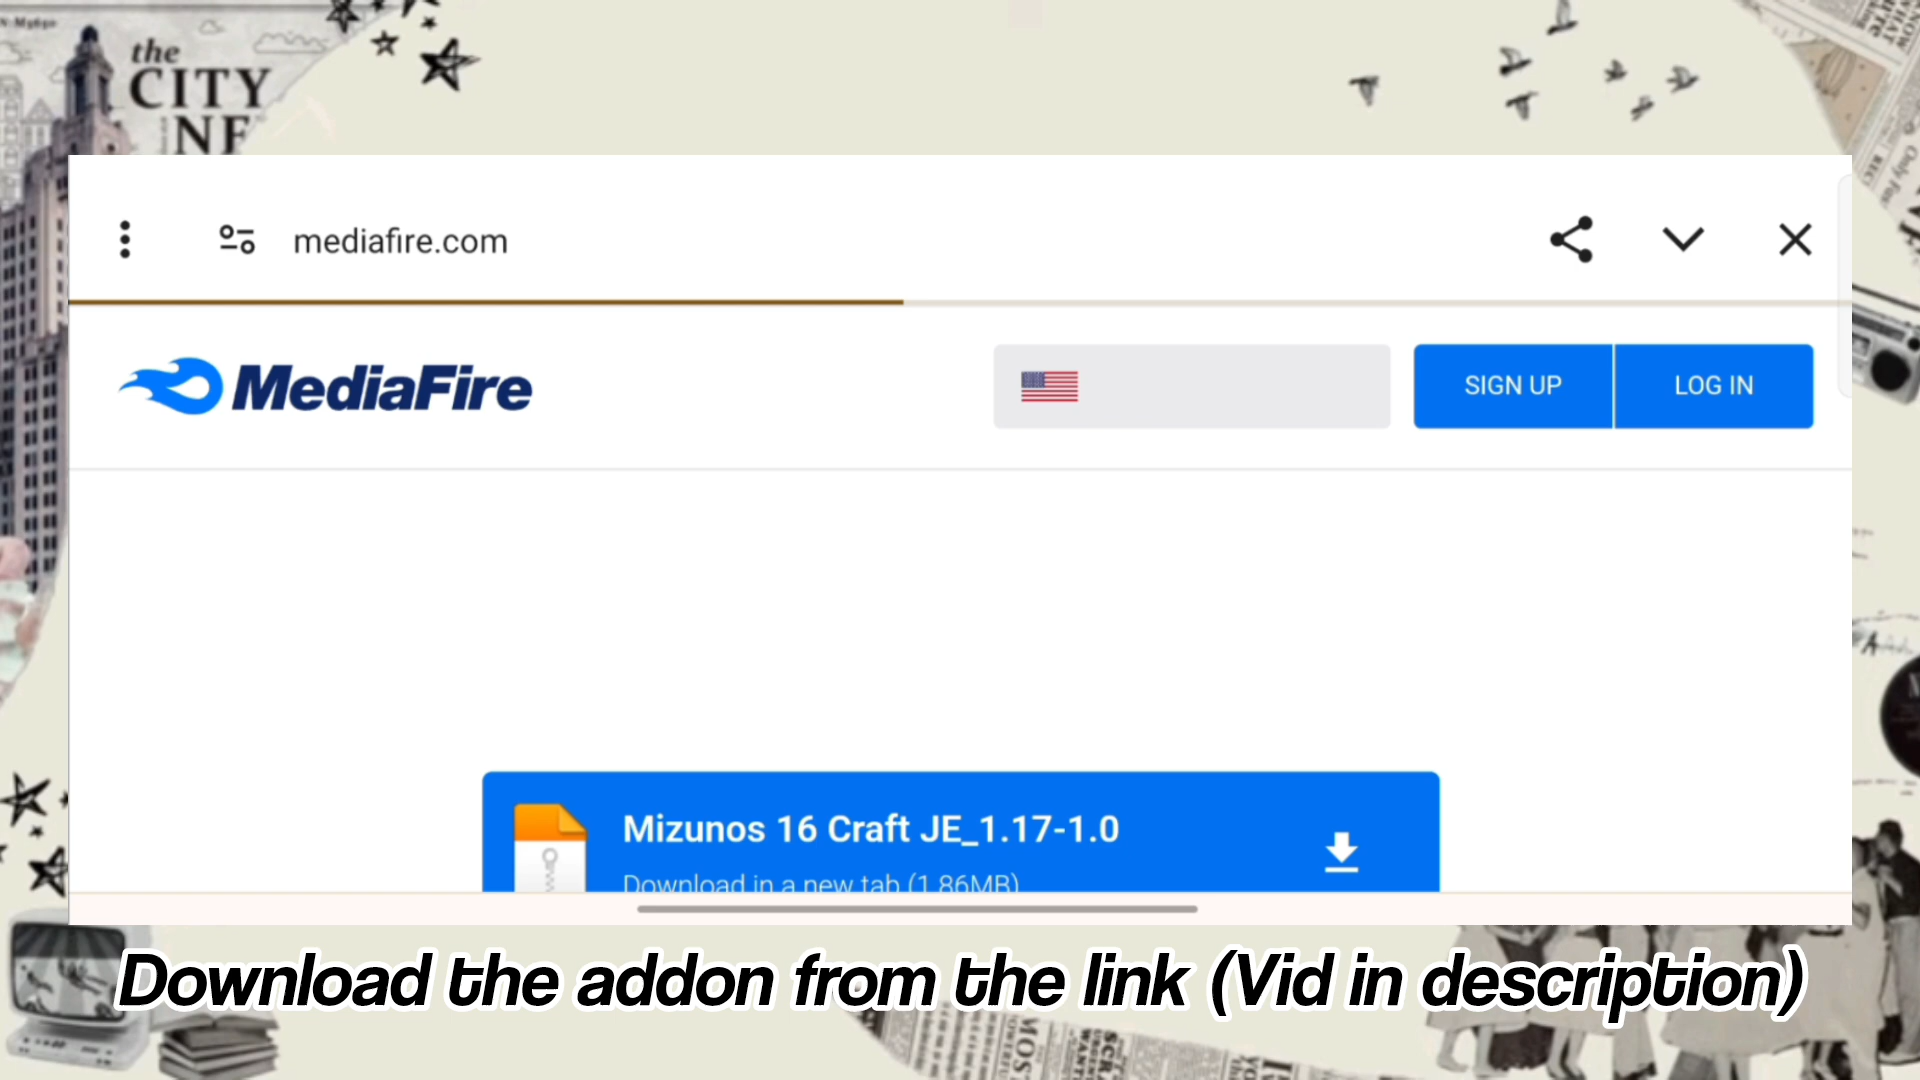 the
CITY
NE
mediafire.com
MediaFire
SIGN UP
LOG IN
Mizunos 16 Craft JE_1.17-1.0
Download in a new tab (1.86MB)
Download the addon from the link (Vid in description)